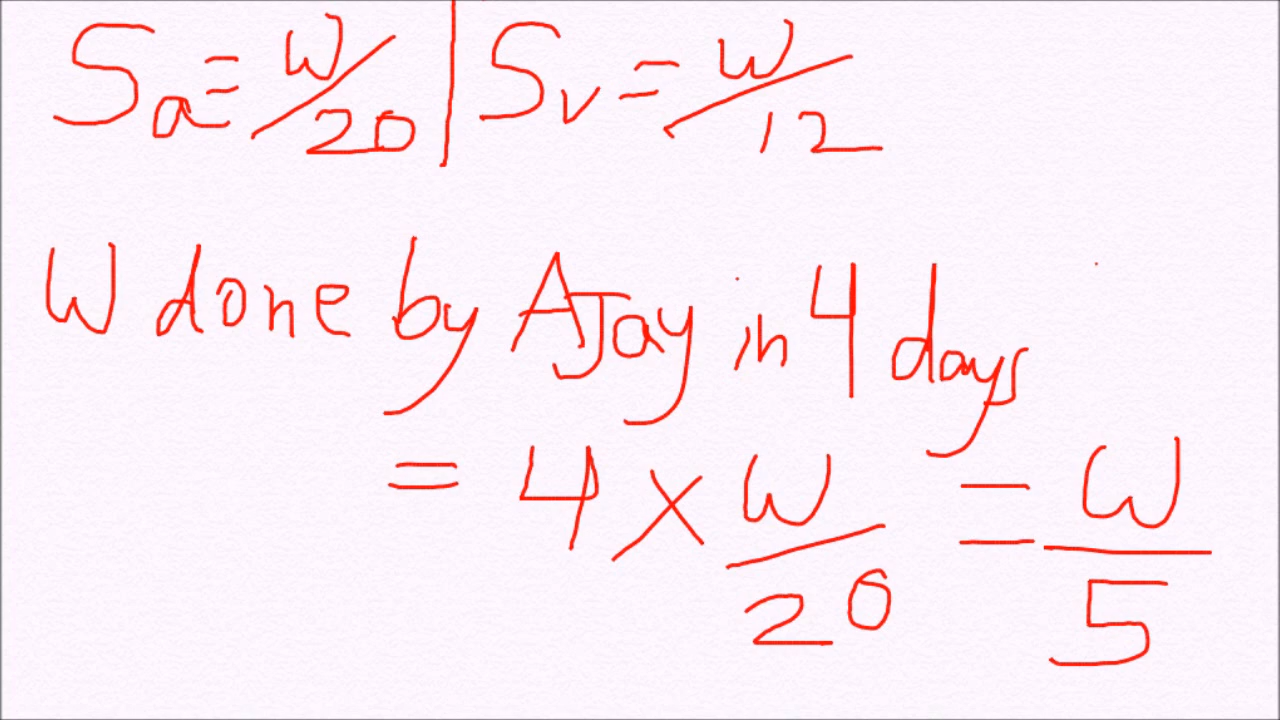 Sa = W/20 | Sv = W/12
W done by AJay in 4 days
= 4 × W/20 = W/5